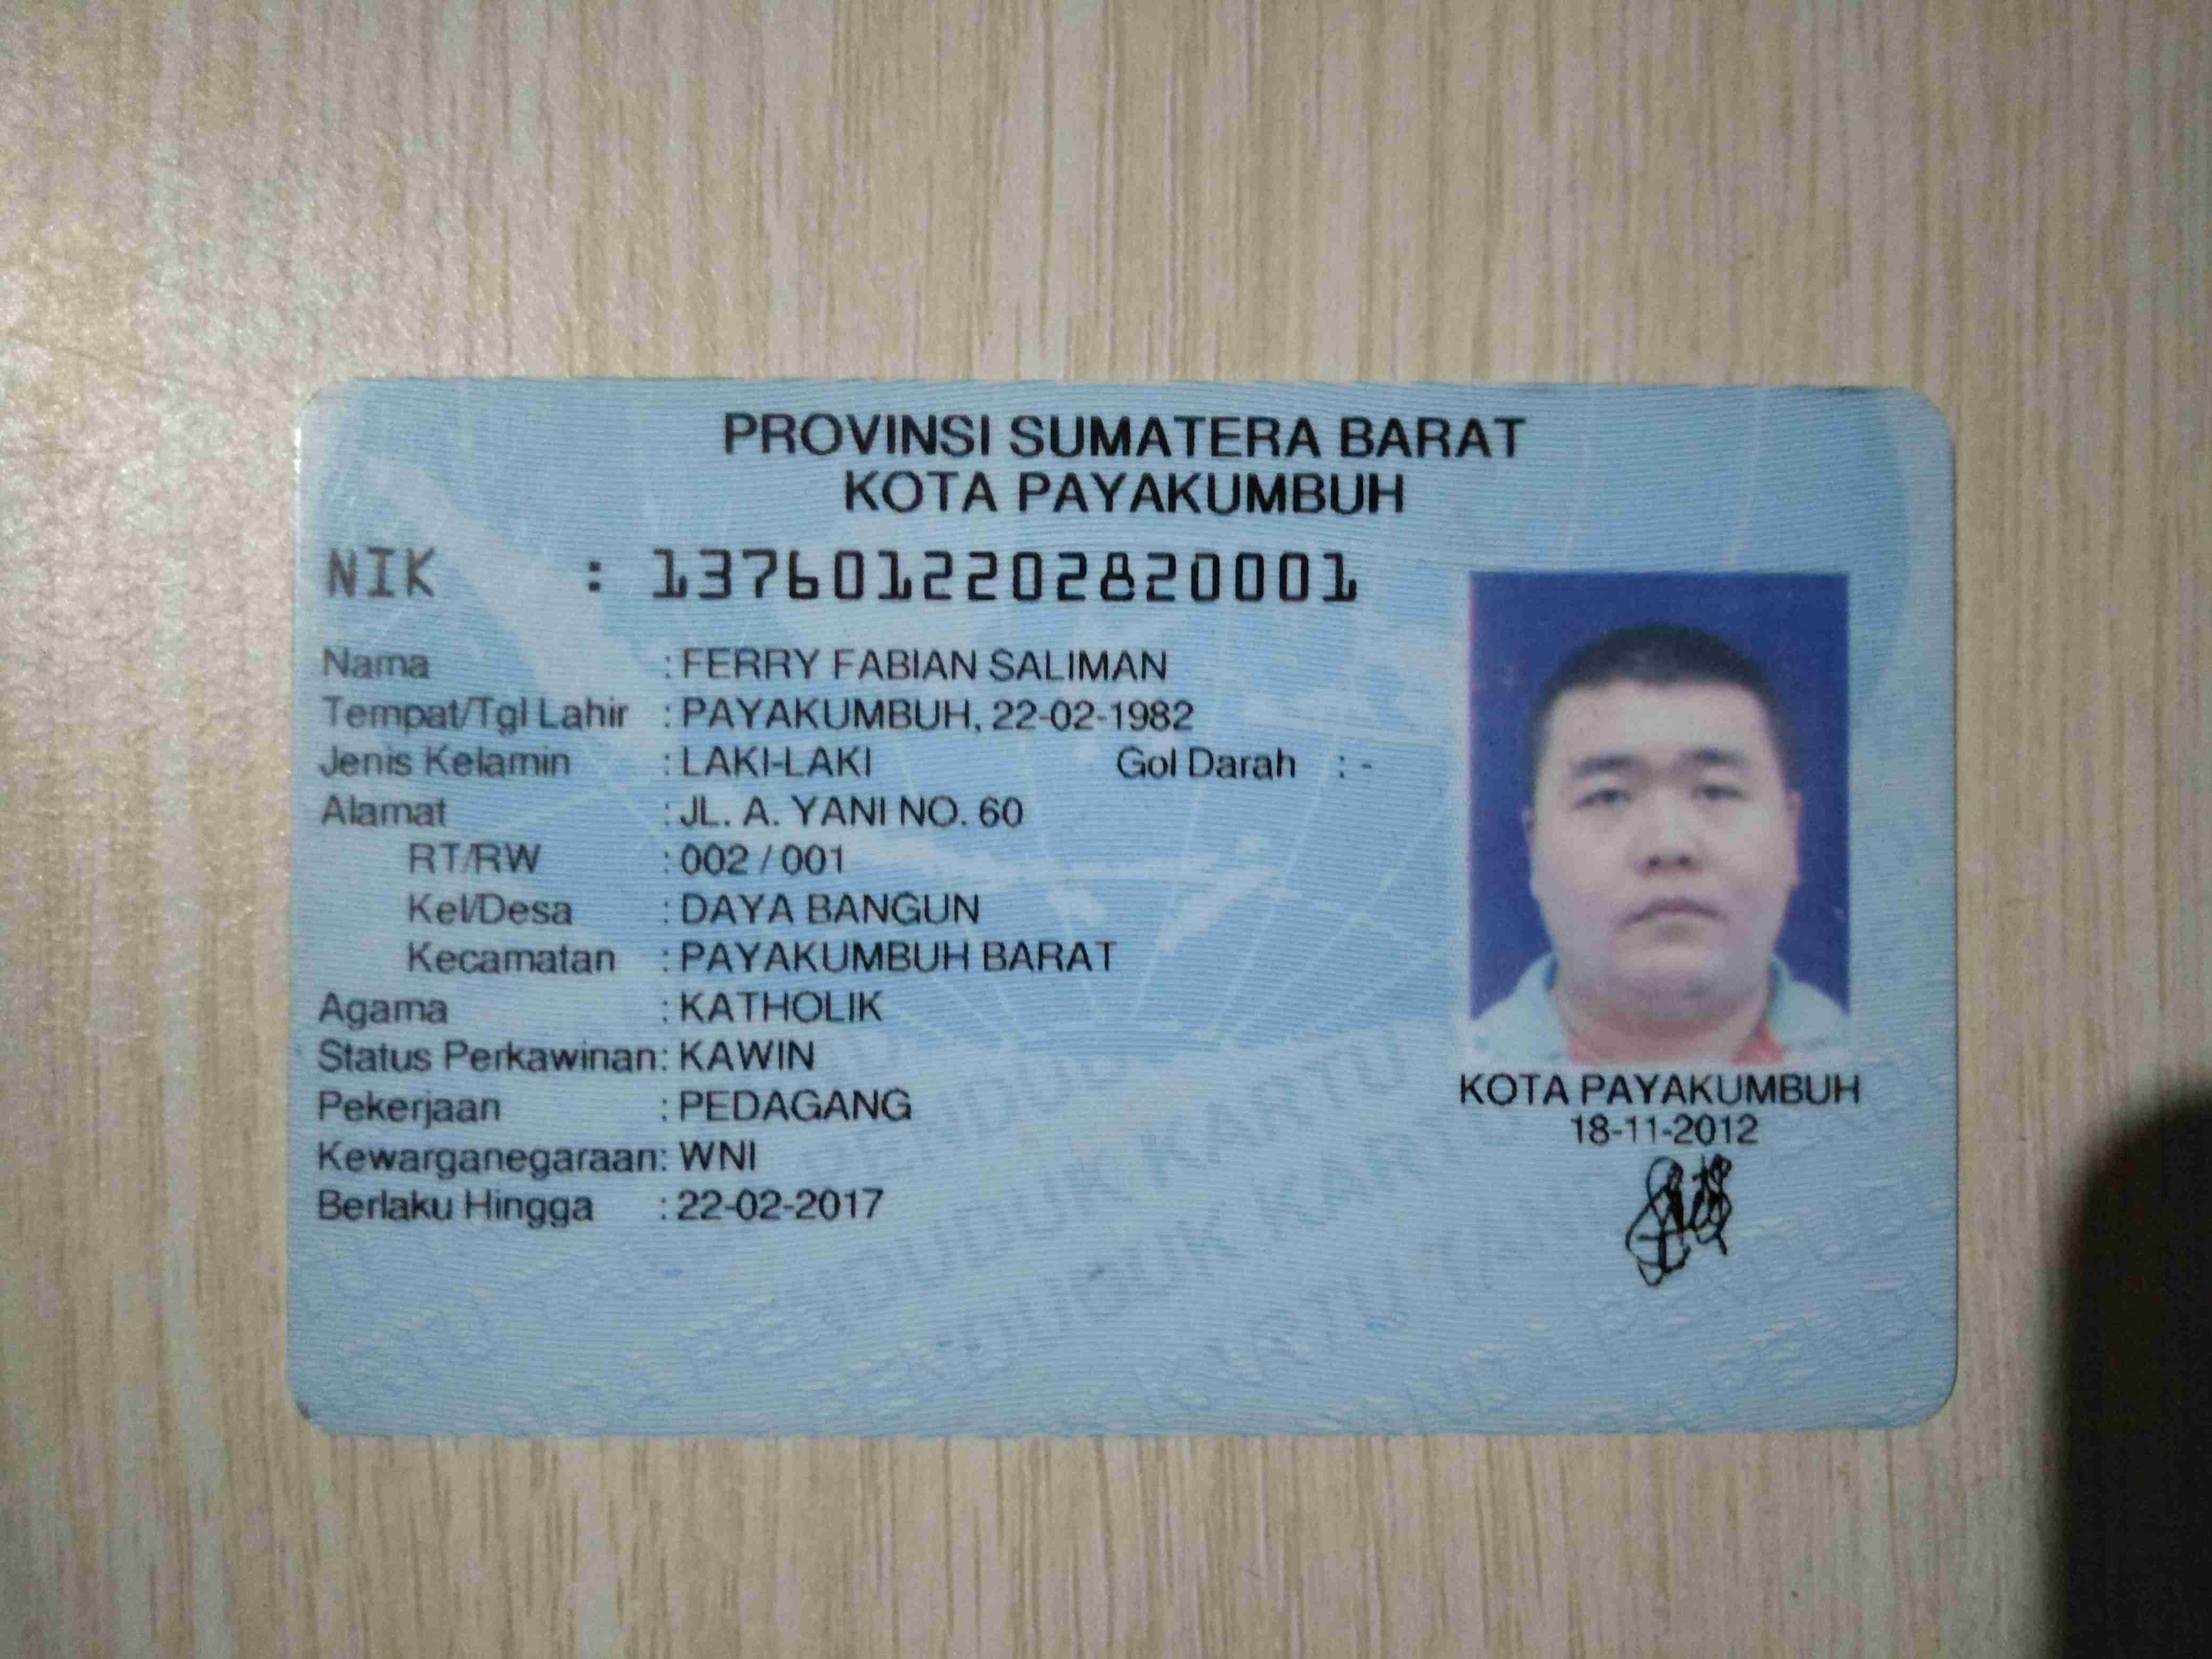 PROVINSI SUMATERA BARAT
KOTA PAYAKUMBUH
NIK : 1376012202820001
Nama : FERRY FABIAN SALIMAN
Tempat/Tgl Lahir : PAYAKUMBUH, 22-02-1982
Jenis Kelamin : LAKI-LAKI Gol Darah : -
Alamat : JL. A. YANI NO. 60
RT/RW : 002 / 001
Kel/Desa : DAYA BANGUN
Kecamatan : PAYAKUMBUH BARAT
Agama : KATHOLIK
Status Perkawinan : KAWIN
Pekerjaan : PEDAGANG
Kewarganegaraan : WNI
Berlaku Hingga : 22-02-2017
KOTA PAYAKUMBUH
18-11-2012